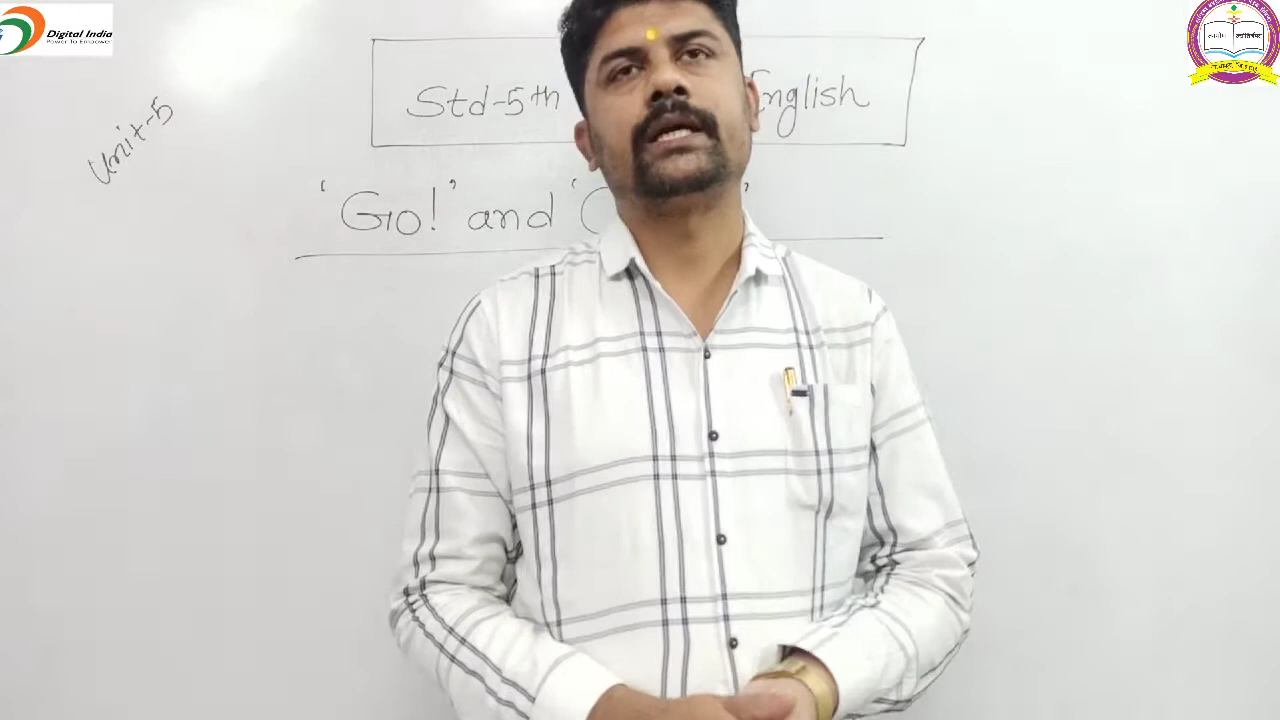 Digital India
Power To Empower
Unit-5
Std-5th English
'Go!' and '